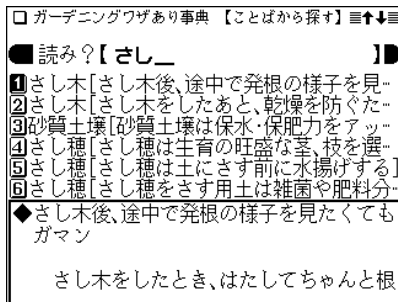 ガーデニングワザあり事典 【ことばから探す】
読み?【さし_ 】
1さし木[さし木後、途中で発根の様子を見…
2さし木[さし木をしたあと、乾燥を防ぐた…
3砂質土壌[砂質土壌は保水･保肥力をアッ…
4さし穂[さし穂は生育の旺盛な茎、枝を選…
5さし穂[さし穂は土にさす前に水揚げする]
6さし穂[さし穂をさす用土は雑菌や肥料分…
◆さし木後、途中で発根の様子を見たくても
ガマン
さし木をしたとき、はたしてちゃんと根